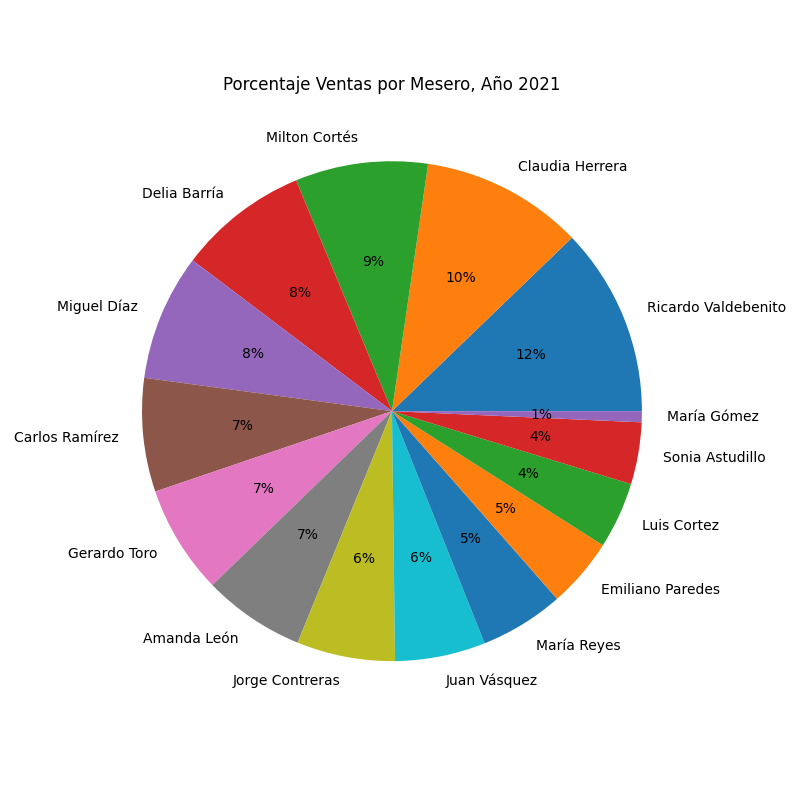 Porcentaje Ventas por Mesero, Año 2021
Ricardo Valdebenito
12%
Claudia Herrera
10%
Milton Cortés
9%
Delia Barría
8%
Miguel Díaz
8%
Carlos Ramírez
7%
Gerardo Toro
7%
Amanda León
7%
Jorge Contreras
6%
Juan Vásquez
6%
María Reyes
5%
Emiliano Paredes
5%
Luis Cortez
4%
Sonia Astudillo
4%
María Gómez
1%